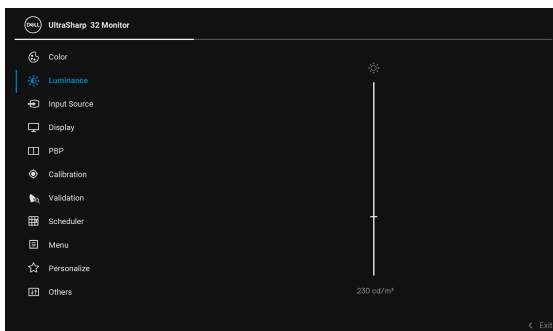 DELL UltraSharp 32 Monitor
Color
Luminance
Input Source
Display
PBP
Calibration
Validation
Scheduler
Menu
Personalize
Others
230 cd/m²
Exit